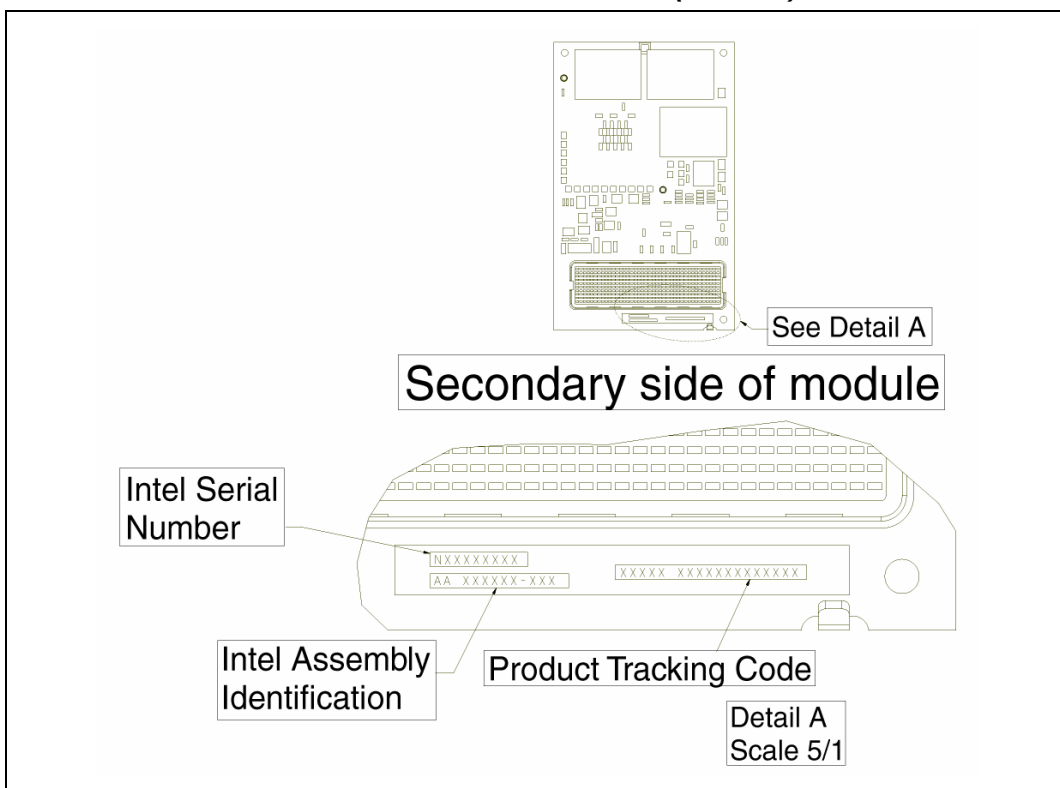 See Detail A
Secondary side of module
Intel Serial
Number
NXXXXXXXX
AA XXXXXX-XXX
XXXXX XXXXXXXXXXXXX
Intel Assembly
Identification
Product Tracking Code
Detail A
Scale 5/1